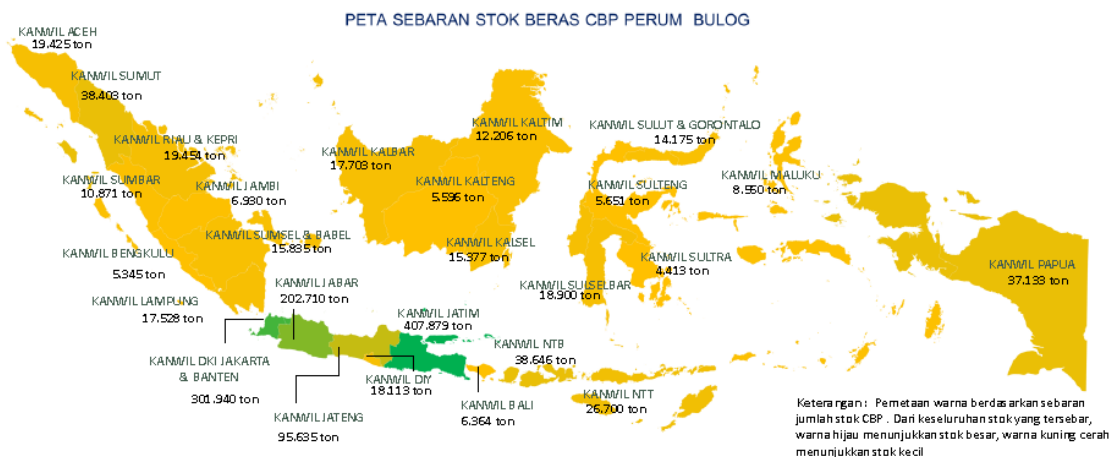 PETA SEBARAN STOK BERAS CBP PERUM BULOG
KANWIL ACEH
19.425 ton
KANWIL SUMUT
38.403 ton
KANWIL RIAU & KEPRI
19.454 ton
KANWIL SUMBAR
10.871 ton
KANWIL JAMBI
6.930 ton
KANWIL SUMSEL & BABEL
15.835 ton
KANWIL BENGKULU
5.345 ton
KANWIL LAMPUNG
17.528 ton
KANWIL JABAR
202.710 ton
KANWIL DKI JAKARTA
& BANTEN
301.940 ton
KANWIL JATENG
95.635 ton
KANWIL DIY
18.113 ton
KANWIL JATIM
407.879 ton
KANWIL BALI
6.364 ton
KANWIL NTB
38.646 ton
KANWIL NTT
26.700 ton
KANWIL KALBAR
17.703 ton
KANWIL KALTIM
12.206 ton
KANWIL KALTENG
5.596 ton
KANWIL KALSEL
15.377 ton
KANWIL SULUT & GORONTALO
14.175 ton
KANWIL SULTENG
5.651 ton
KANWIL SULTRA
4.413 ton
KANWIL SULSELBAR
18.900 ton
KANWIL MALUKU
KANWIL PAPUA
37.133 ton
Keterangan : Pemetaan warna berdasarkan sebaran
jumlah stok CBP . Dari keseluruhan stok yang tersebar,
warna hijau menunjukkan stok besar, warna kuning cerah
menunjukkan stok kecil